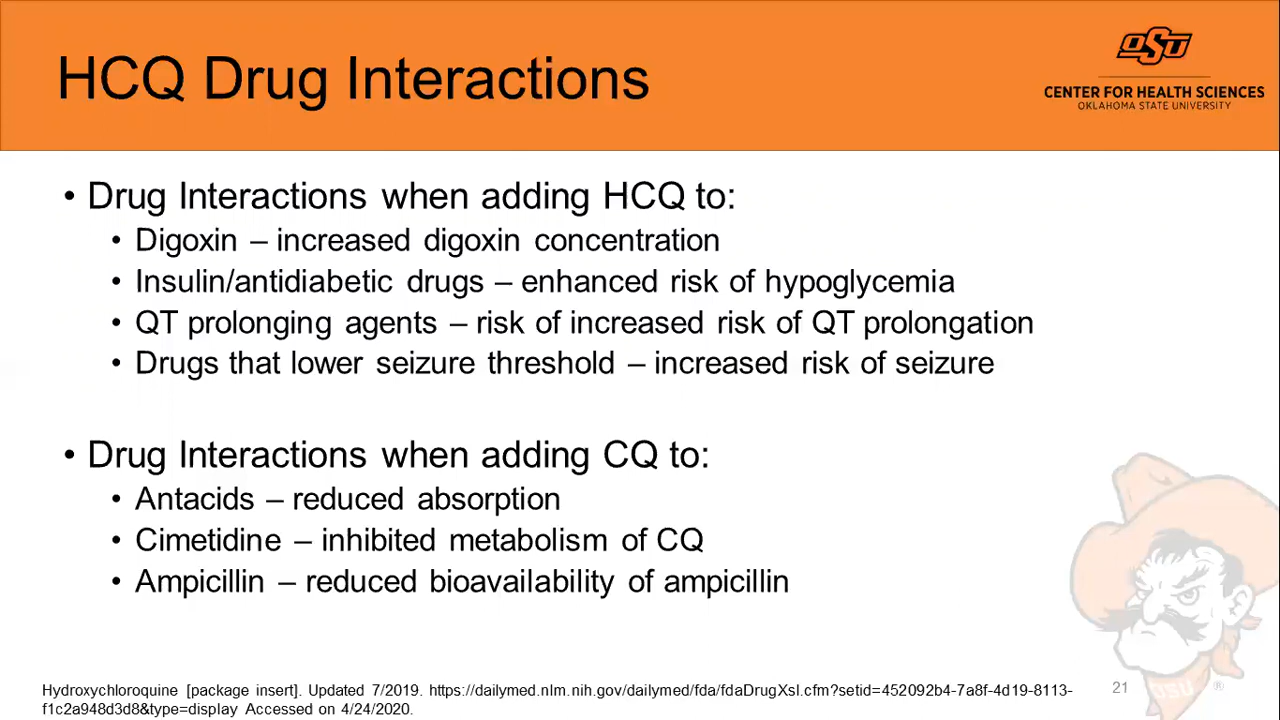 HCQ Drug Interactions
OSU
CENTER FOR HEALTH SCIENCES
OKLAHOMA STATE UNIVERSITY
• Drug Interactions when adding HCQ to:
• Digoxin – increased digoxin concentration
• Insulin/antidiabetic drugs – enhanced risk of hypoglycemia
• QT prolonging agents – risk of increased risk of QT prolongation
• Drugs that lower seizure threshold – increased risk of seizure
• Drug Interactions when adding CQ to:
• Antacids – reduced absorption
• Cimetidine – inhibited metabolism of CQ
• Ampicillin – reduced bioavailability of ampicillin
Hydroxychloroquine [package insert]. Updated 7/2019. https://dailymed.nlm.nih.gov/dailymed/fda/fdaDrugXsl.cfm?setid=452092b4-7a8f-4d19-8113-
f1c2a948d3d8&type=display Accessed on 4/24/2020.
21
OSU
®